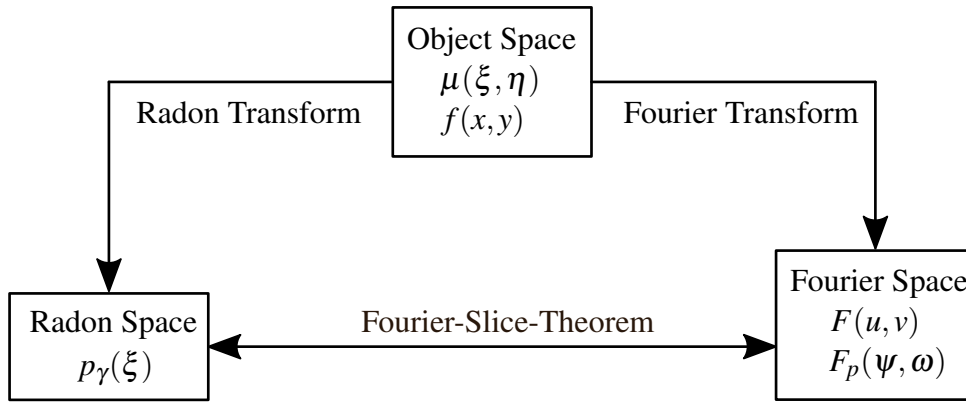 Object Space
μ(ξ,η)
f(x,y)
Radon Transform
Fourier Transform
Fourier Space
F(u,v)
F_p(ψ,ω)
Radon Space
p_γ(ξ)
Fourier-Slice-Theorem